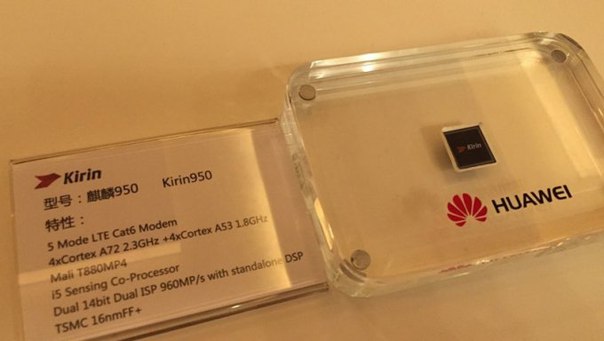 Kirin
型号：麒麟950 Kirin950
特性：
5 Mode LTE Cat6 Modem
4xCortex A72 2.3GHz +4xCortex A53 1.8GHz
Mali T880MP4
i5 Sensing Co-Processor
Dual 14bit Dual ISP 960MP/s with standalone DSP
TSMC 16nmFF+
Kirin
HUAWEI